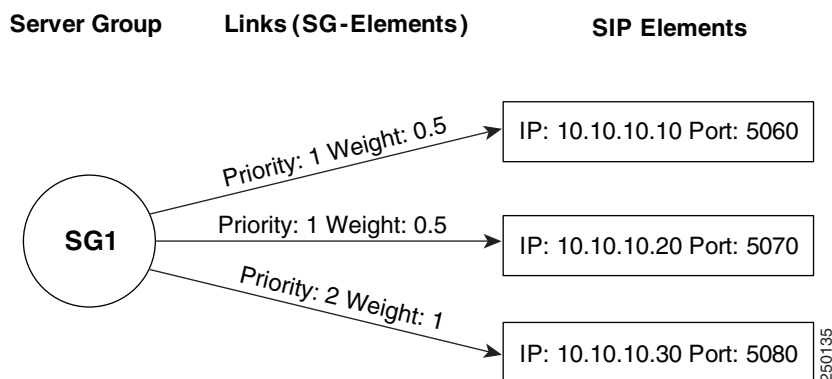 Server Group
Links (SG-Elements)
SIP Elements
Priority: 1 Weight: 0.5
IP: 10.10.10.10 Port: 5060
SG1
Priority: 1 Weight: 0.5
IP: 10.10.10.20 Port: 5070
Priority: 2 Weight: 1
IP: 10.10.10.30 Port: 5080
250135